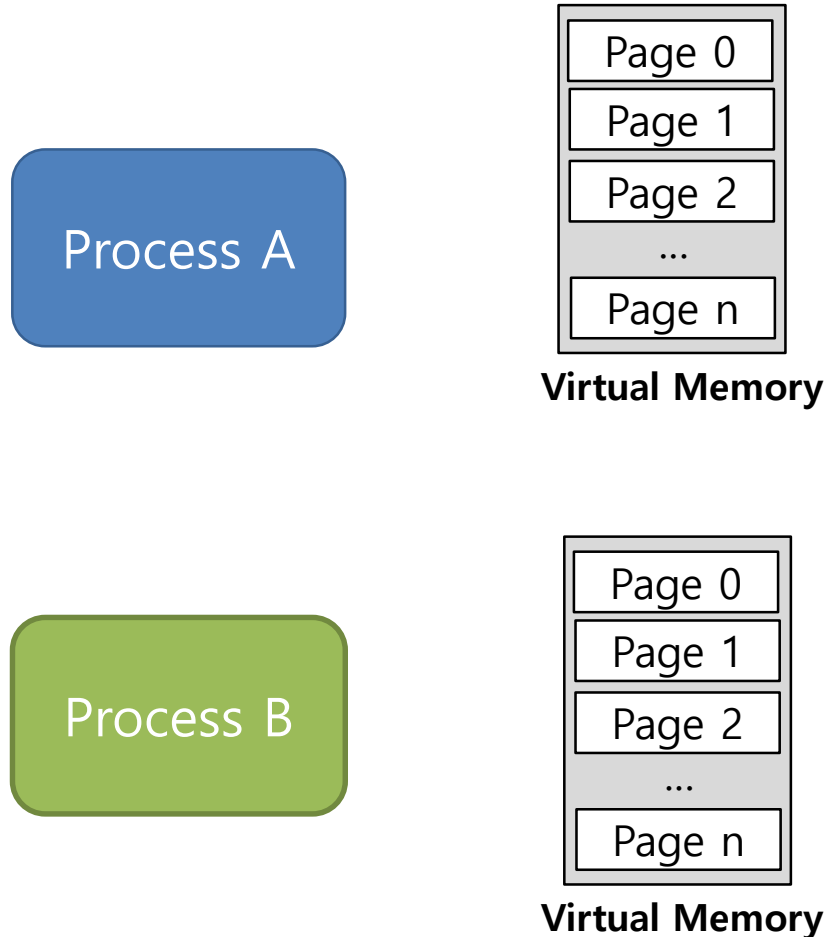 Page 0
Page 1
Process A
Page 2
...
Page n
Virtual Memory
Page 0
Page 1
Process B
Page 2
...
Page n
Virtual Memory